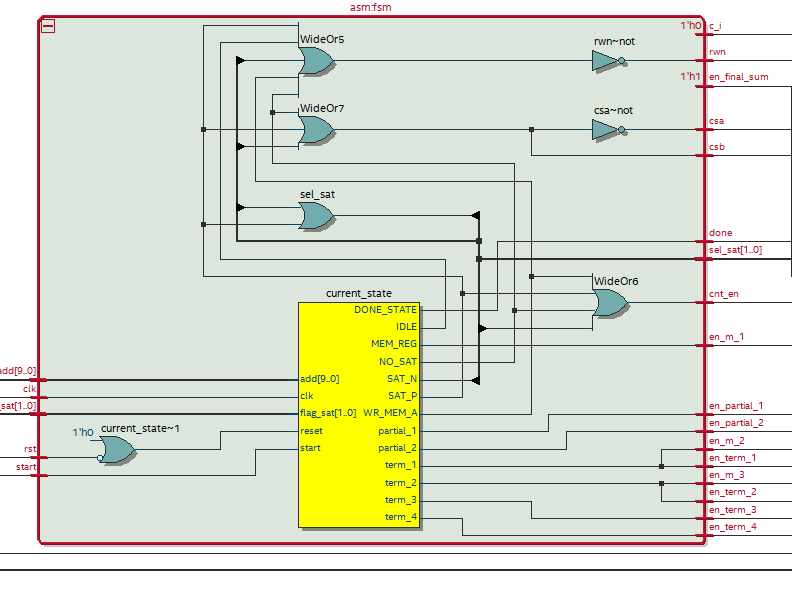 asm:fsm
WideOr5
WideOr7
sel_sat
rwn~not
csa~not
WideOr6
1'h0 c_i
rwn
1'h1 en_final_sum
csa
csb
done
sel_sat[1..0]
cnt_en
en_m_1
en_partial_1
en_partial_2
en_m_2
en_term_1
en_m_3
en_term_2
en_term_3
en_term_4
current_state
DONE_STATE
IDLE
MEM_REG
NO_SAT
add[9..0] SAT_N
clk SAT_P
flag_sat[1..0] WR_MEM_A
reset partial_1
start partial_2
term_1
term_2
term_3
term_4
add[9..0]
clk
_sat[1..0]
1'h0 current_state~1
rst
start